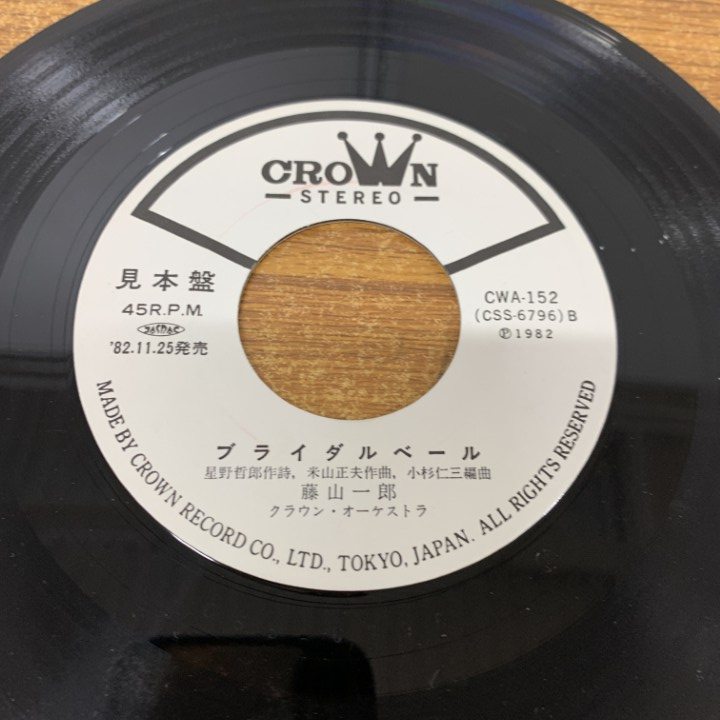 CROWN
STEREO
見本盤
45R.P.M.
'82.11.25発売
CWA-152
(CSS-6796)B
Ⓟ1982
ブライダルベール
星野哲郎作詩, 米山正夫作曲, 小杉仁三編曲
藤山一郎
クラウン・オーケストラ
MADE BY CROWN RECORD CO., LTD., TOKYO, JAPAN. ALL RIGHTS RESERVED